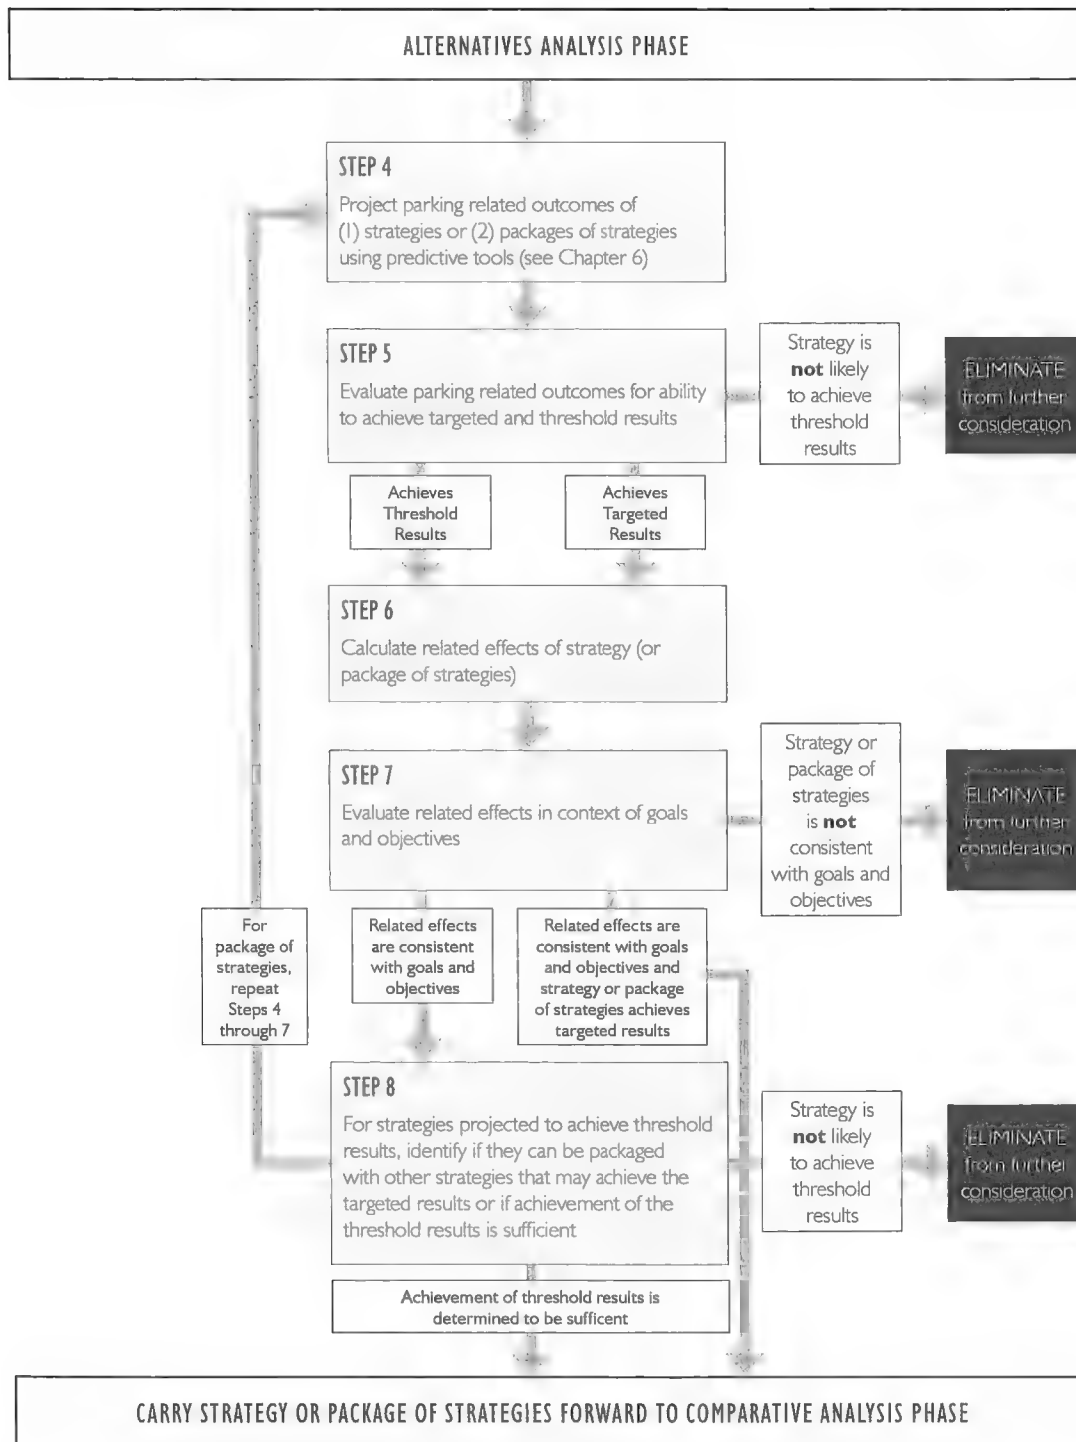 ALTERNATIVES ANALYSIS PHASE
STEP 4
Project parking related outcomes of
(1) strategies or (2) packages of strategies
using predictive tools (see Chapter 6)
STEP 5
Evaluate parking related outcomes for ability
to achieve targeted and threshold results
Strategy is
not likely
to achieve
threshold
results
ELIMINATE
from further
consideration
Achieves
Threshold
Results
Achieves
Targeted
Results
STEP 6
Calculate related effects of strategy (or
package of strategies)
STEP 7
Evaluate related effects in context of goals
and objectives
Strategy or
package of
strategies
is not
consistent
with goals and
objectives
ELIMINATE
from further
consideration
For
package of
strategies,
repeat
Steps 4
through 7
Related effects
are consistent
with goals and
objectives
Related effects are
consistent with goals
and objectives and
strategy or package
of strategies achieves
targeted results
STEP 8
For strategies projected to achieve threshold
results, identify if they can be packaged
with other strategies that may achieve the
targeted results or if achievement of the
threshold results is sufficient
Strategy is
not likely
to achieve
threshold
results
ELIMINATE
from further
consideration
Achievement of threshold results is
determined to be sufficent
CARRY STRATEGY OR PACKAGE OF STRATEGIES FORWARD TO COMPARATIVE ANALYSIS PHASE